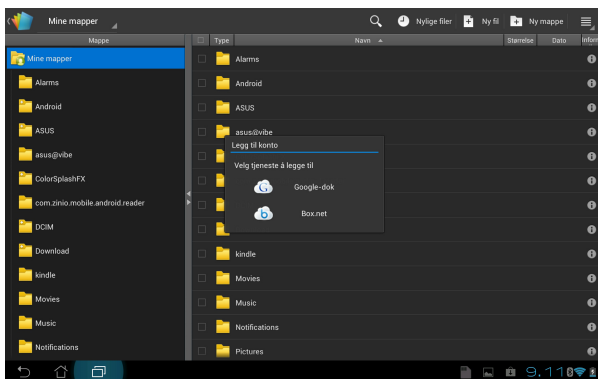 Mine mapper
Nylige filer
Ny fil
Ny mappe
Mappe
Type
Navn
Størrelse
Dato
Inform
Mine mapper
Alarms
Android
ASUS
asus@vibe
ColorSplashFX
com.zinio.mobile.android.reader
DCIM
Download
kindle
Movies
Music
Notifications
Alarms
Android
ASUS
asus@vibe
Legg til konto
Velg tjeneste å legge til
G
Google-dok
b
Box.net
kindle
Movies
Music
Notifications
Pictures
9.11